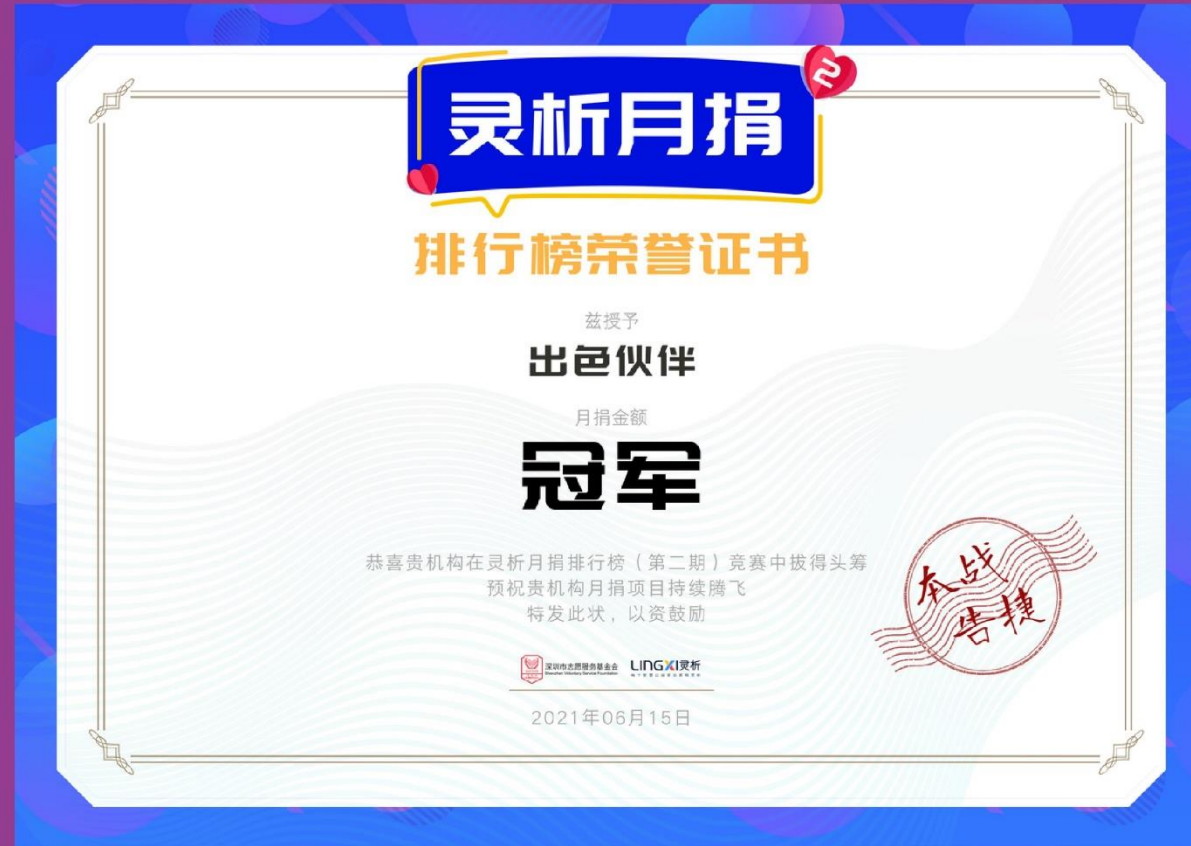 灵析月捐
2
排行榜荣誉证书
兹授予
出色伙伴
月捐金额
冠军
恭喜贵机构在灵析月捐排行榜（第二期）竞赛中拔得头筹
预祝贵机构月捐项目持续腾飞
特发此状，以资鼓励
本战
告捷
深圳市志愿服务基金会 LINGXI灵析
Shenzhen Voluntary Service Foundation
2021年06月15日